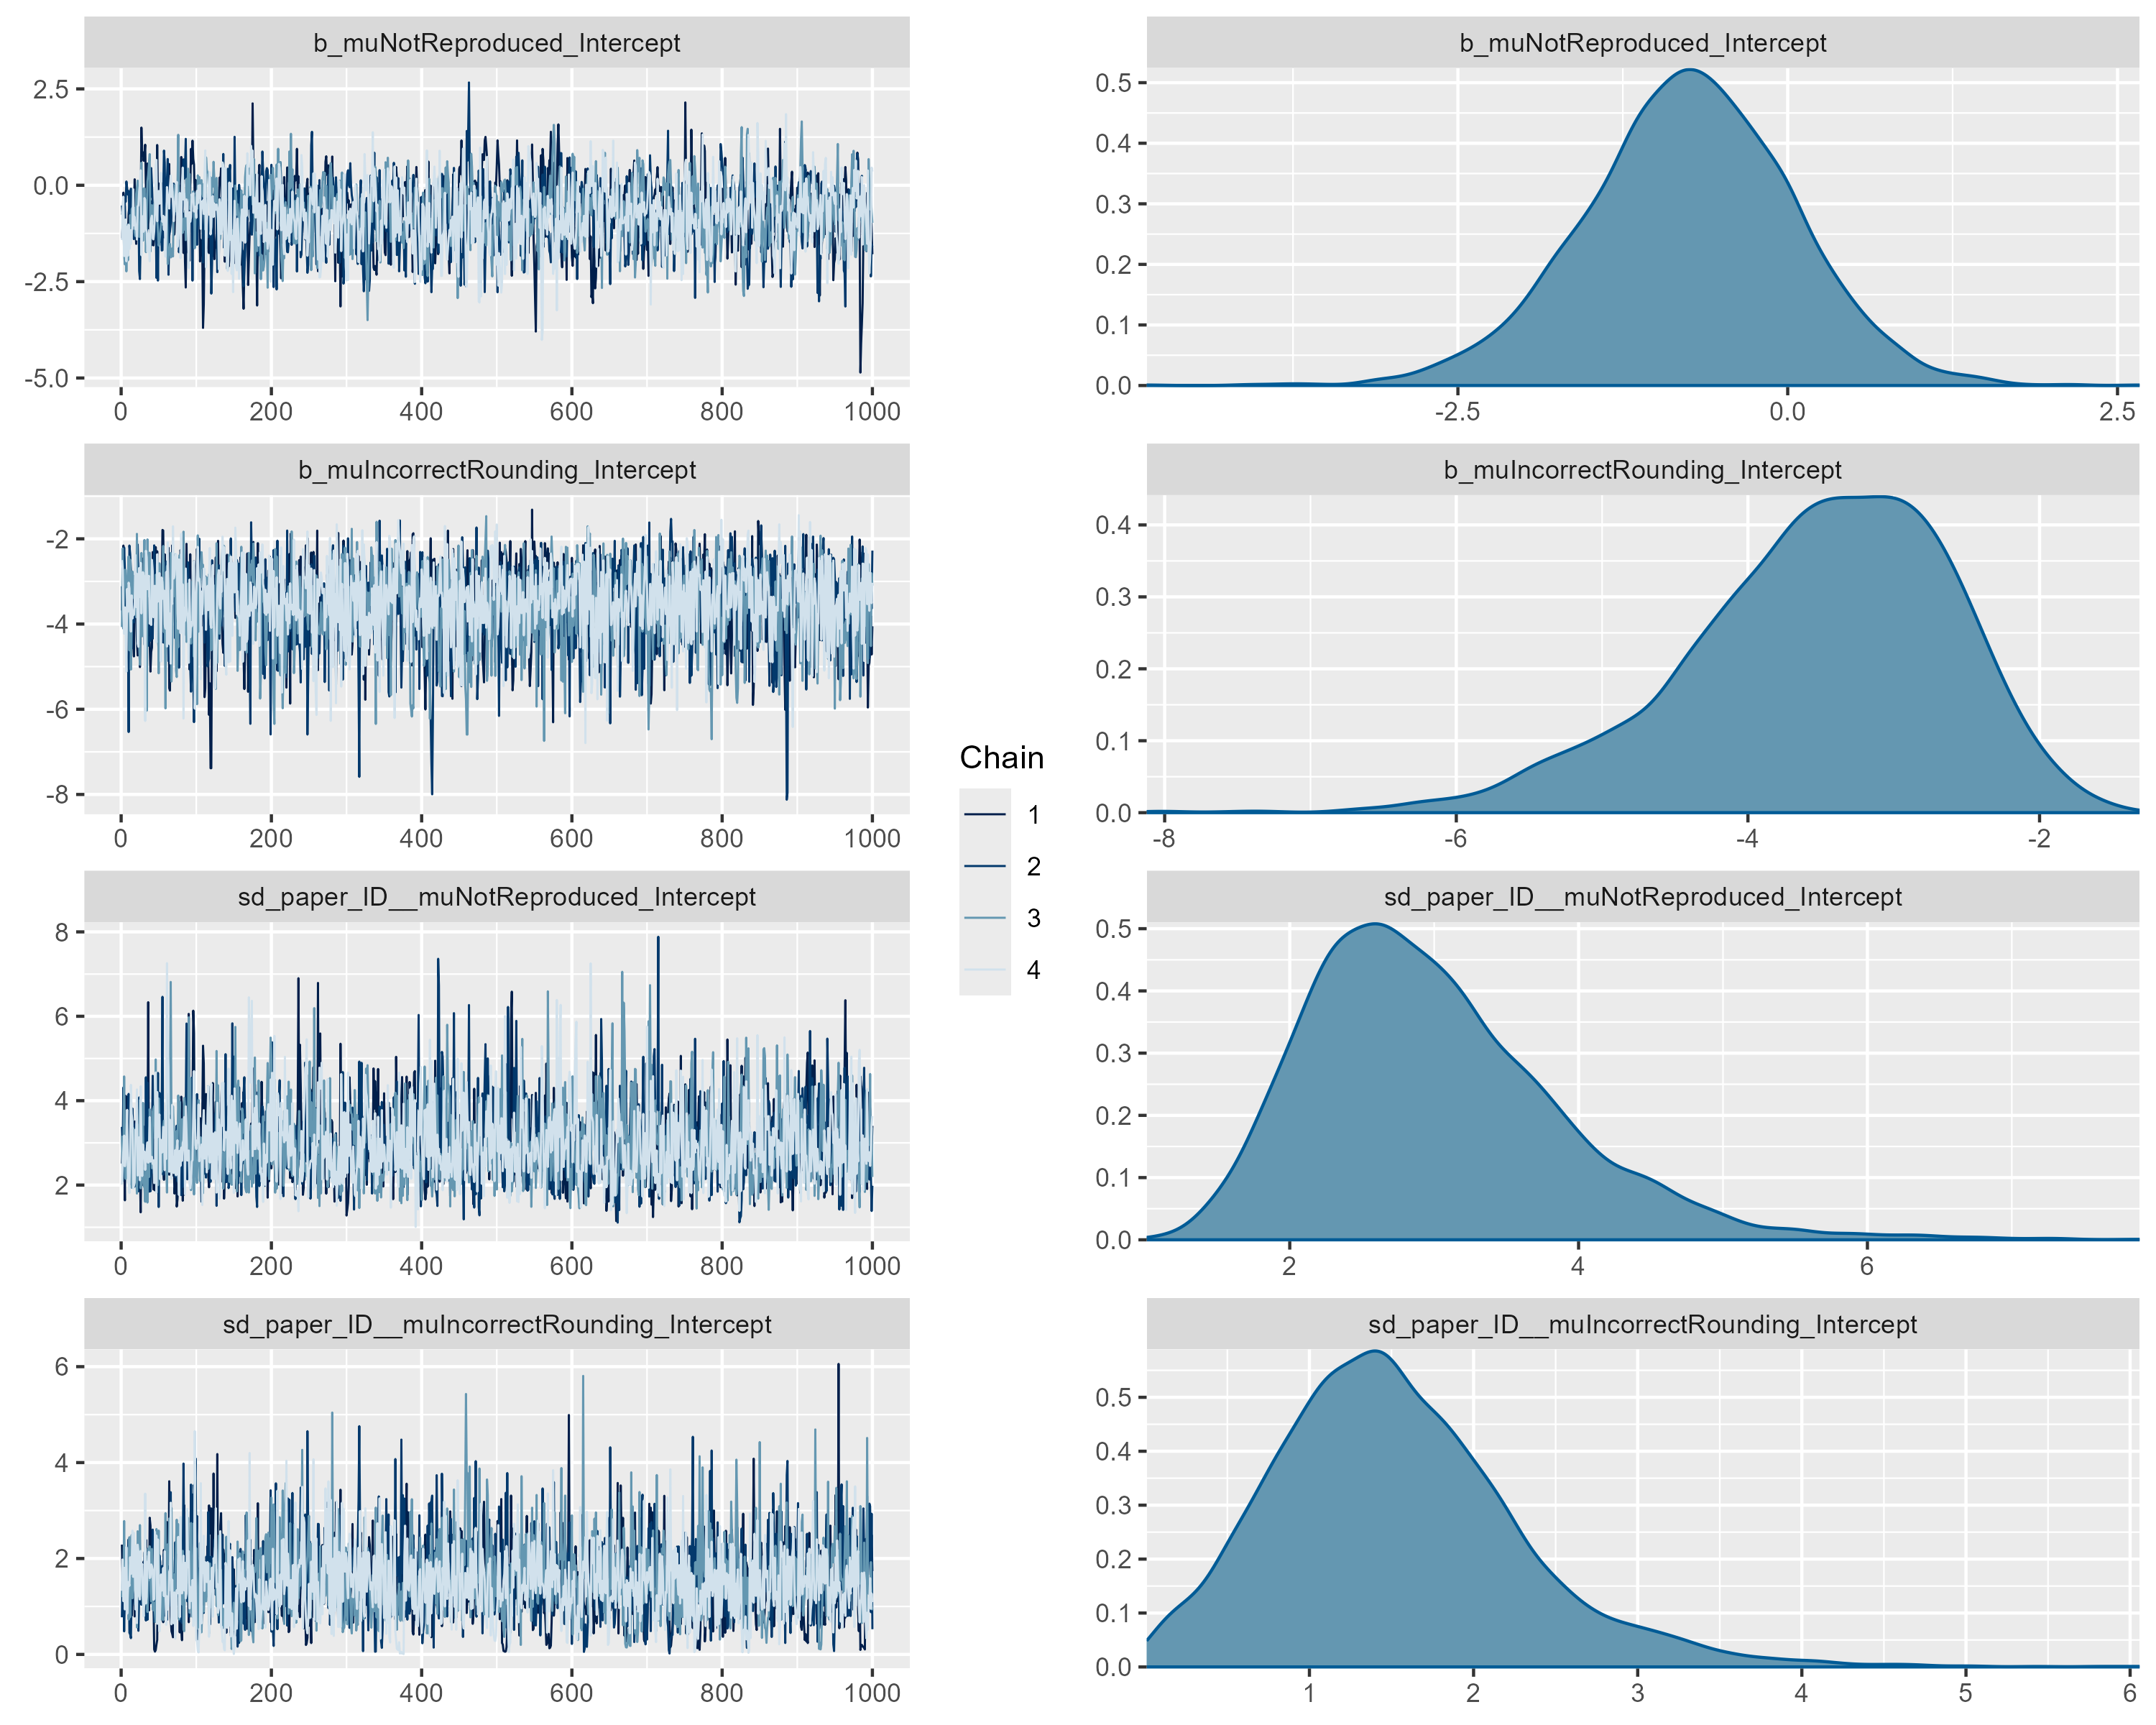 b_muNotReproduced_Intercept
2.5
0.0
-2.5
-5.0
0 200 400 600 800 1000
b_muNotReproduced_Intercept
0.5
0.4
0.3
0.2
0.1
0.0
-2.5 0.0 2.5
b_muIncorrectRounding_Intercept
-2
-4
-6
-8
0 200 400 600 800 1000
b_muIncorrectRounding_Intercept
0.4
0.3
0.2
0.1
0.0
-8 -6 -4 -2
Chain
1
2
3
4
sd_paper_ID__muNotReproduced_Intercept
8
6
4
2
0 200 400 600 800 1000
sd_paper_ID__muNotReproduced_Intercept
0.5
0.4
0.3
0.2
0.1
0.0
2 4 6
sd_paper_ID__muIncorrectRounding_Intercept
6
4
2
0
0 200 400 600 800 1000
sd_paper_ID__muIncorrectRounding_Intercept
0.5
0.4
0.3
0.2
0.1
0.0
1 2 3 4 5 6